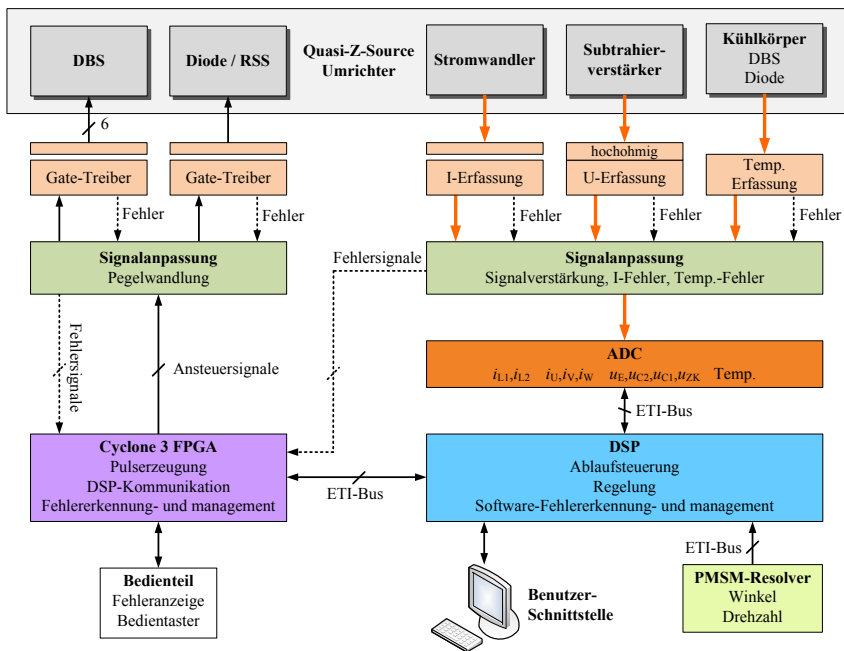 DBS
Diode / RSS
Quasi-Z-Source
Umrichter
Stromwandler
Subtrahier-
verstärker
Kühlkörper
DBS
Diode
6
Gate-Treiber
Gate-Treiber
I-Erfassung
hochohmig
U-Erfassung
Temp.
Erfassung
Fehler
Fehler
Fehler
Fehler
Fehler
Signalanpassung
Pegelwandlung
Fehlersignale
Signalanpassung
Signalverstärkung, I-Fehler, Temp.-Fehler
Fehlersignale
Ansteuersignale
ADC
iL1,iL2 iU,iV,iW uE,uC2,uC1,uZK Temp.
ETI-Bus
Cyclone 3 FPGA
Pulserzeugung
DSP-Kommunikation
Fehlererkennung- und management
ETI-Bus
DSP
Ablaufsteuerung
Regelung
Software-Fehlererkennung- und management
ETI-Bus
Bedienteil
Fehleranzeige
Bedientaster
Benutzer-
Schnittstelle
PMSM-Resolver
Winkel
Drehzahl